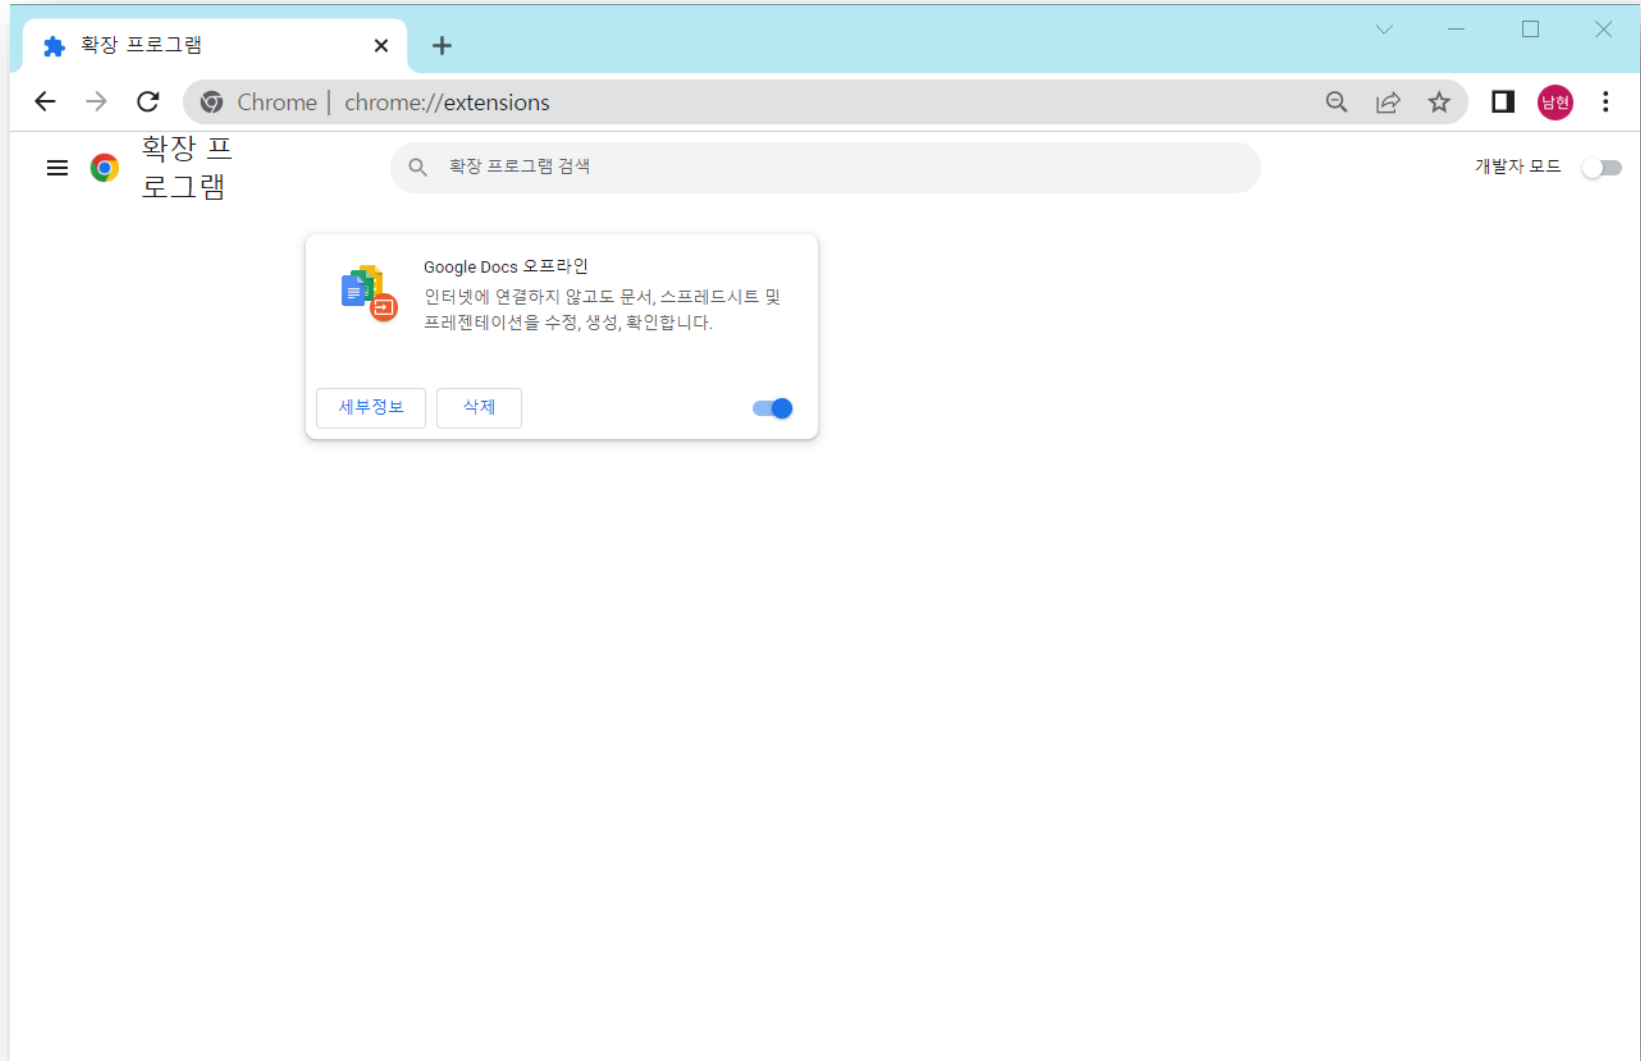 확장 프로그램
Chrome | chrome://extensions
남현
확장 프
로그램
확장 프로그램 검색
개발자 모드
Google Docs 오프라인
인터넷에 연결하지 않고도 문서, 스프레드시트 및
프레젠테이션을 수정, 생성, 확인합니다.
세부정보
삭제